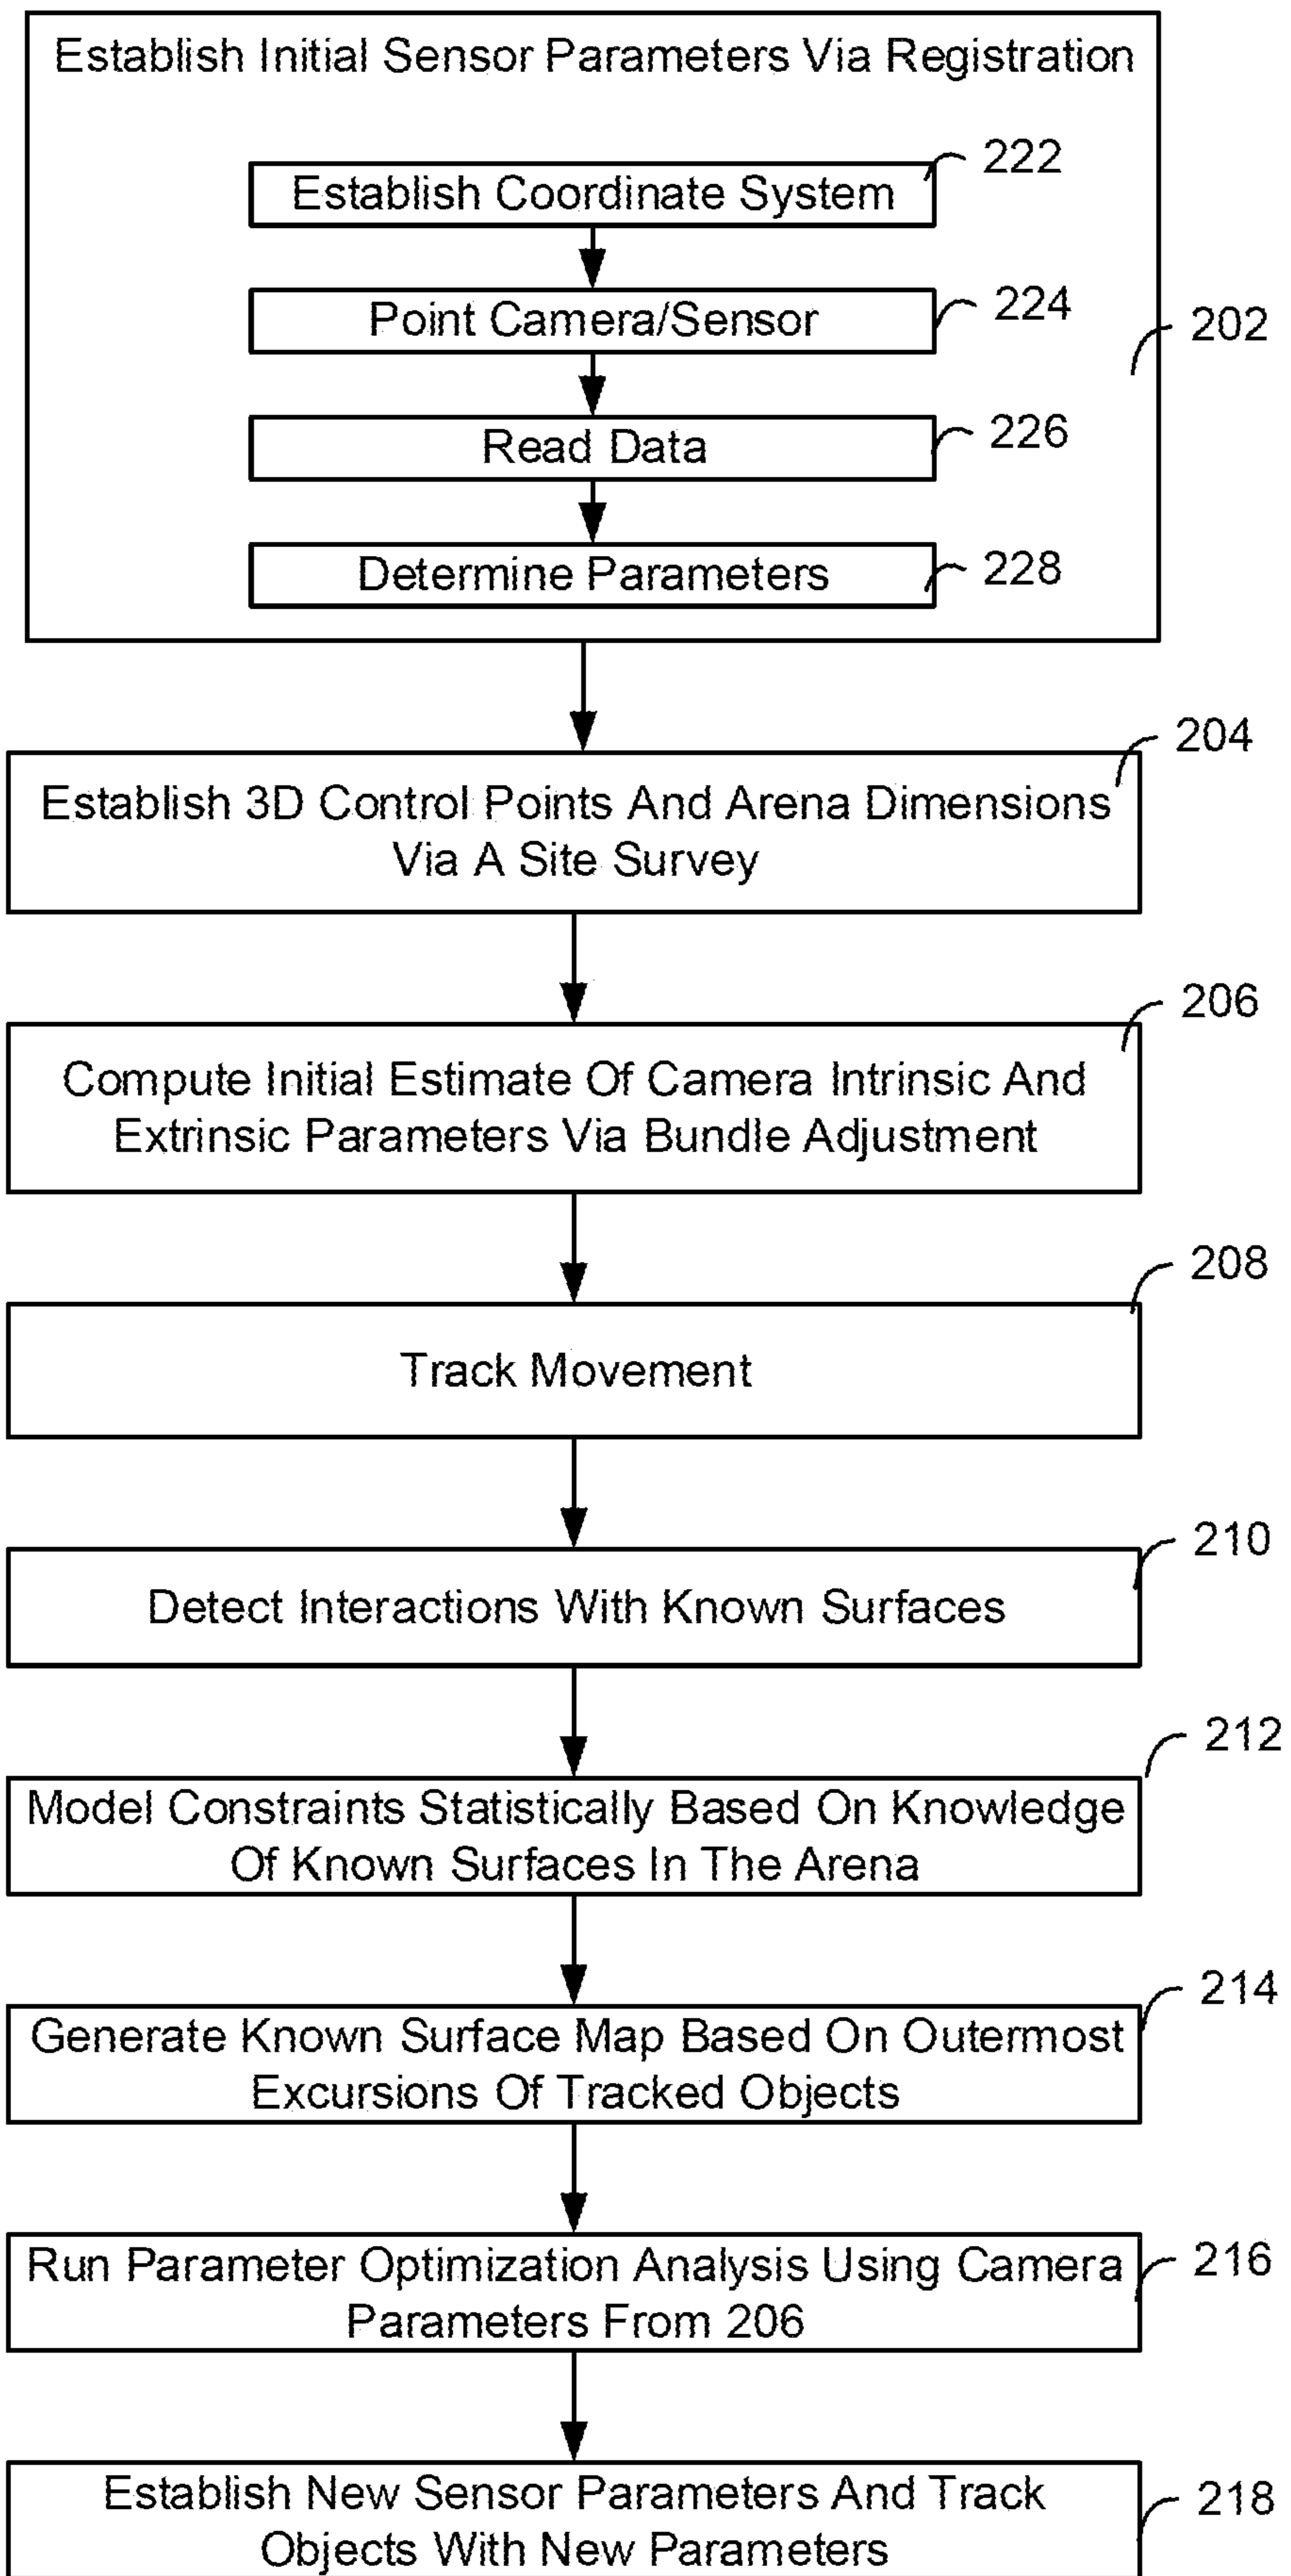 Establish Initial Sensor Parameters Via Registration
222
Establish Coordinate System
224
Point Camera/Sensor
202
226
Read Data
228
Determine Parameters
204
Establish 3D Control Points And Arena Dimensions
Via A Site Survey
206
Compute Initial Estimate Of Camera Intrinsic And
Extrinsic Parameters Via Bundle Adjustment
208
Track Movement
210
Detect Interactions With Known Surfaces
212
Model Constraints Statistically Based On Knowledge
Of Known Surfaces In The Arena
214
Generate Known Surface Map Based On Outermost
Excursions Of Tracked Objects
216
Run Parameter Optimization Analysis Using Camera
Parameters From 206
218
Establish New Sensor Parameters And Track
Objects With New Parameters